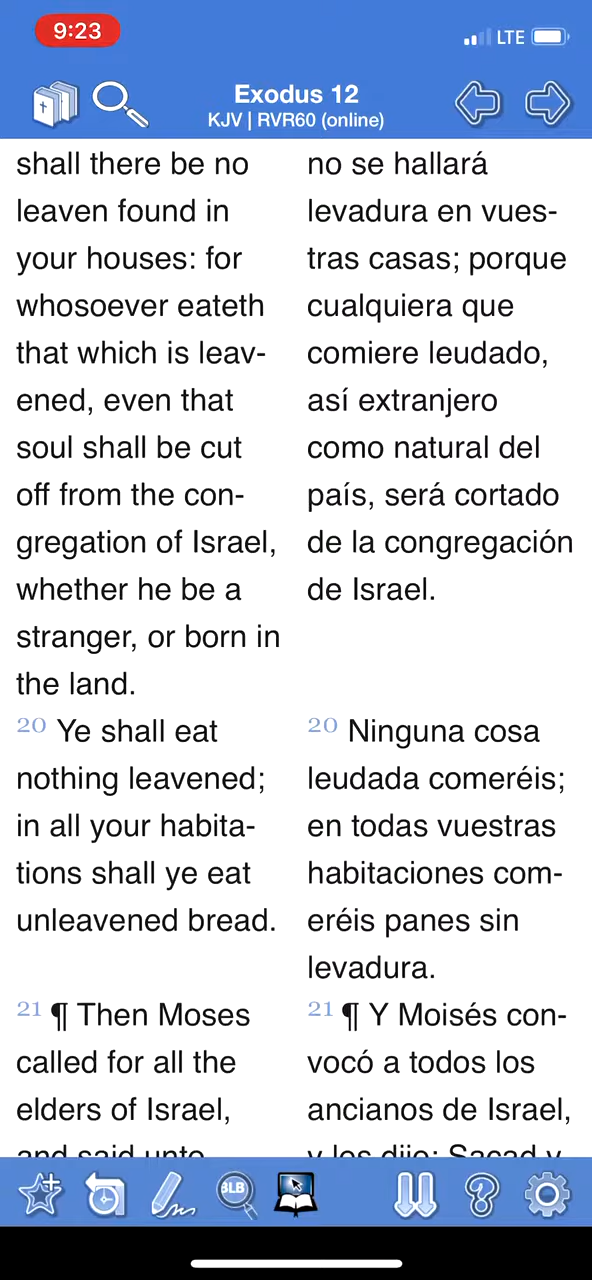 9:23
LTE
Exodus 12
KJV | RVR60 (online)
shall there be no
leaven found in
your houses: for
whosoever eateth
that which is leav-
ened, even that
soul shall be cut
off from the con-
gregation of Israel,
whether he be a
stranger, or born in
the land.
20 Ye shall eat
nothing leavened;
in all your habita-
tions shall ye eat
unleavened bread.
21 ¶ Then Moses
called for all the
elders of Israel,
and said unto
no se hallará
levadura en vues-
tras casas; porque
cualquiera que
comiere leudado,
así extranjero
como natural del
país, será cortado
de la congregación
de Israel.
20 Ninguna cosa
leudada comeréis;
en todas vuestras
habitaciones com-
eréis panes sin
levadura.
21 ¶ Y Moisés con-
vocó a todos los
ancianos de Israel,
y les dijo: Sacad y
BLB